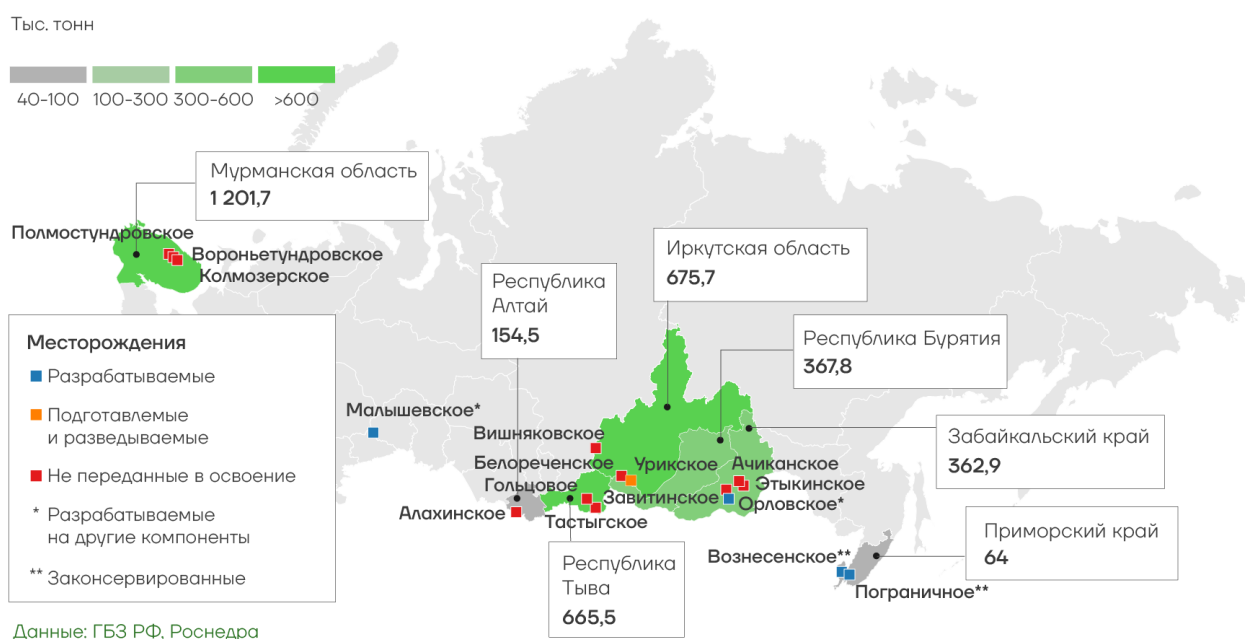 Тыс. тонн
40-100 100-300 300-600 >600
Мурманская область
1 201,7
Полмостундровское
Вороньетундровское
Колмозерское
Иркутская область
675,7
Республика
Алтай
154,5
Республика Бурятия
367,8
Месторождения
Разрабатываемые
Подготавлемые
и разведываемые
Не переданные в освоение
* Разрабатываемые
на другие компоненты
** Законсервированные
Малышевское*
Вишняковское
Белореченское
Урикское
Ачиканское
Гольцовое
Завитинское
Этыкинское
Орловское*
Алахинское
Тастыгское
Забайкальский край
362,9
Приморский край
64
Республика
Тыва
665,5
Вознесенское**
Пограничное**
Данные: ГБЗ РФ, Роснедра